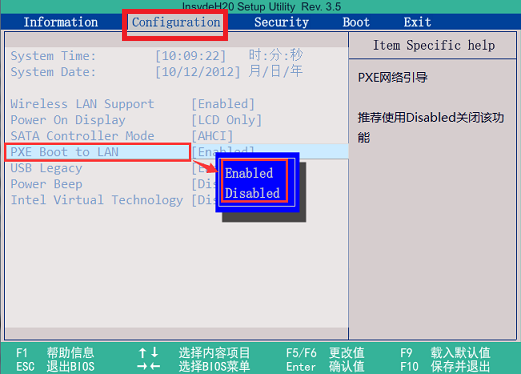 InsydeH20 Setup Utility Rev. 3.5
Information Configuration Security Boot Exit
Item Specific help
System Time: [10:09:22] 时:分:秒
System Date: [10/12/2012] 月/日/年
PXE网络引导
Wireless LAN Support [Enabled]
Power On Display [LCD Only]
推荐使用Disabled关闭该功能
SATA Controller Mode [AHCI]
PXE Boot to LAN [Enabled]
USB Legacy [E
Enabled
Power Beep [Dis
Disabled
Intel Virtual Technology [Dis
F1 帮助信息 ↑↓ 选择内容项目 F5/F6 更改值 F9 载入默认值
ESC 退出BIOS →← 选择BIOS菜单 Enter 确认值 F10 保存并退出